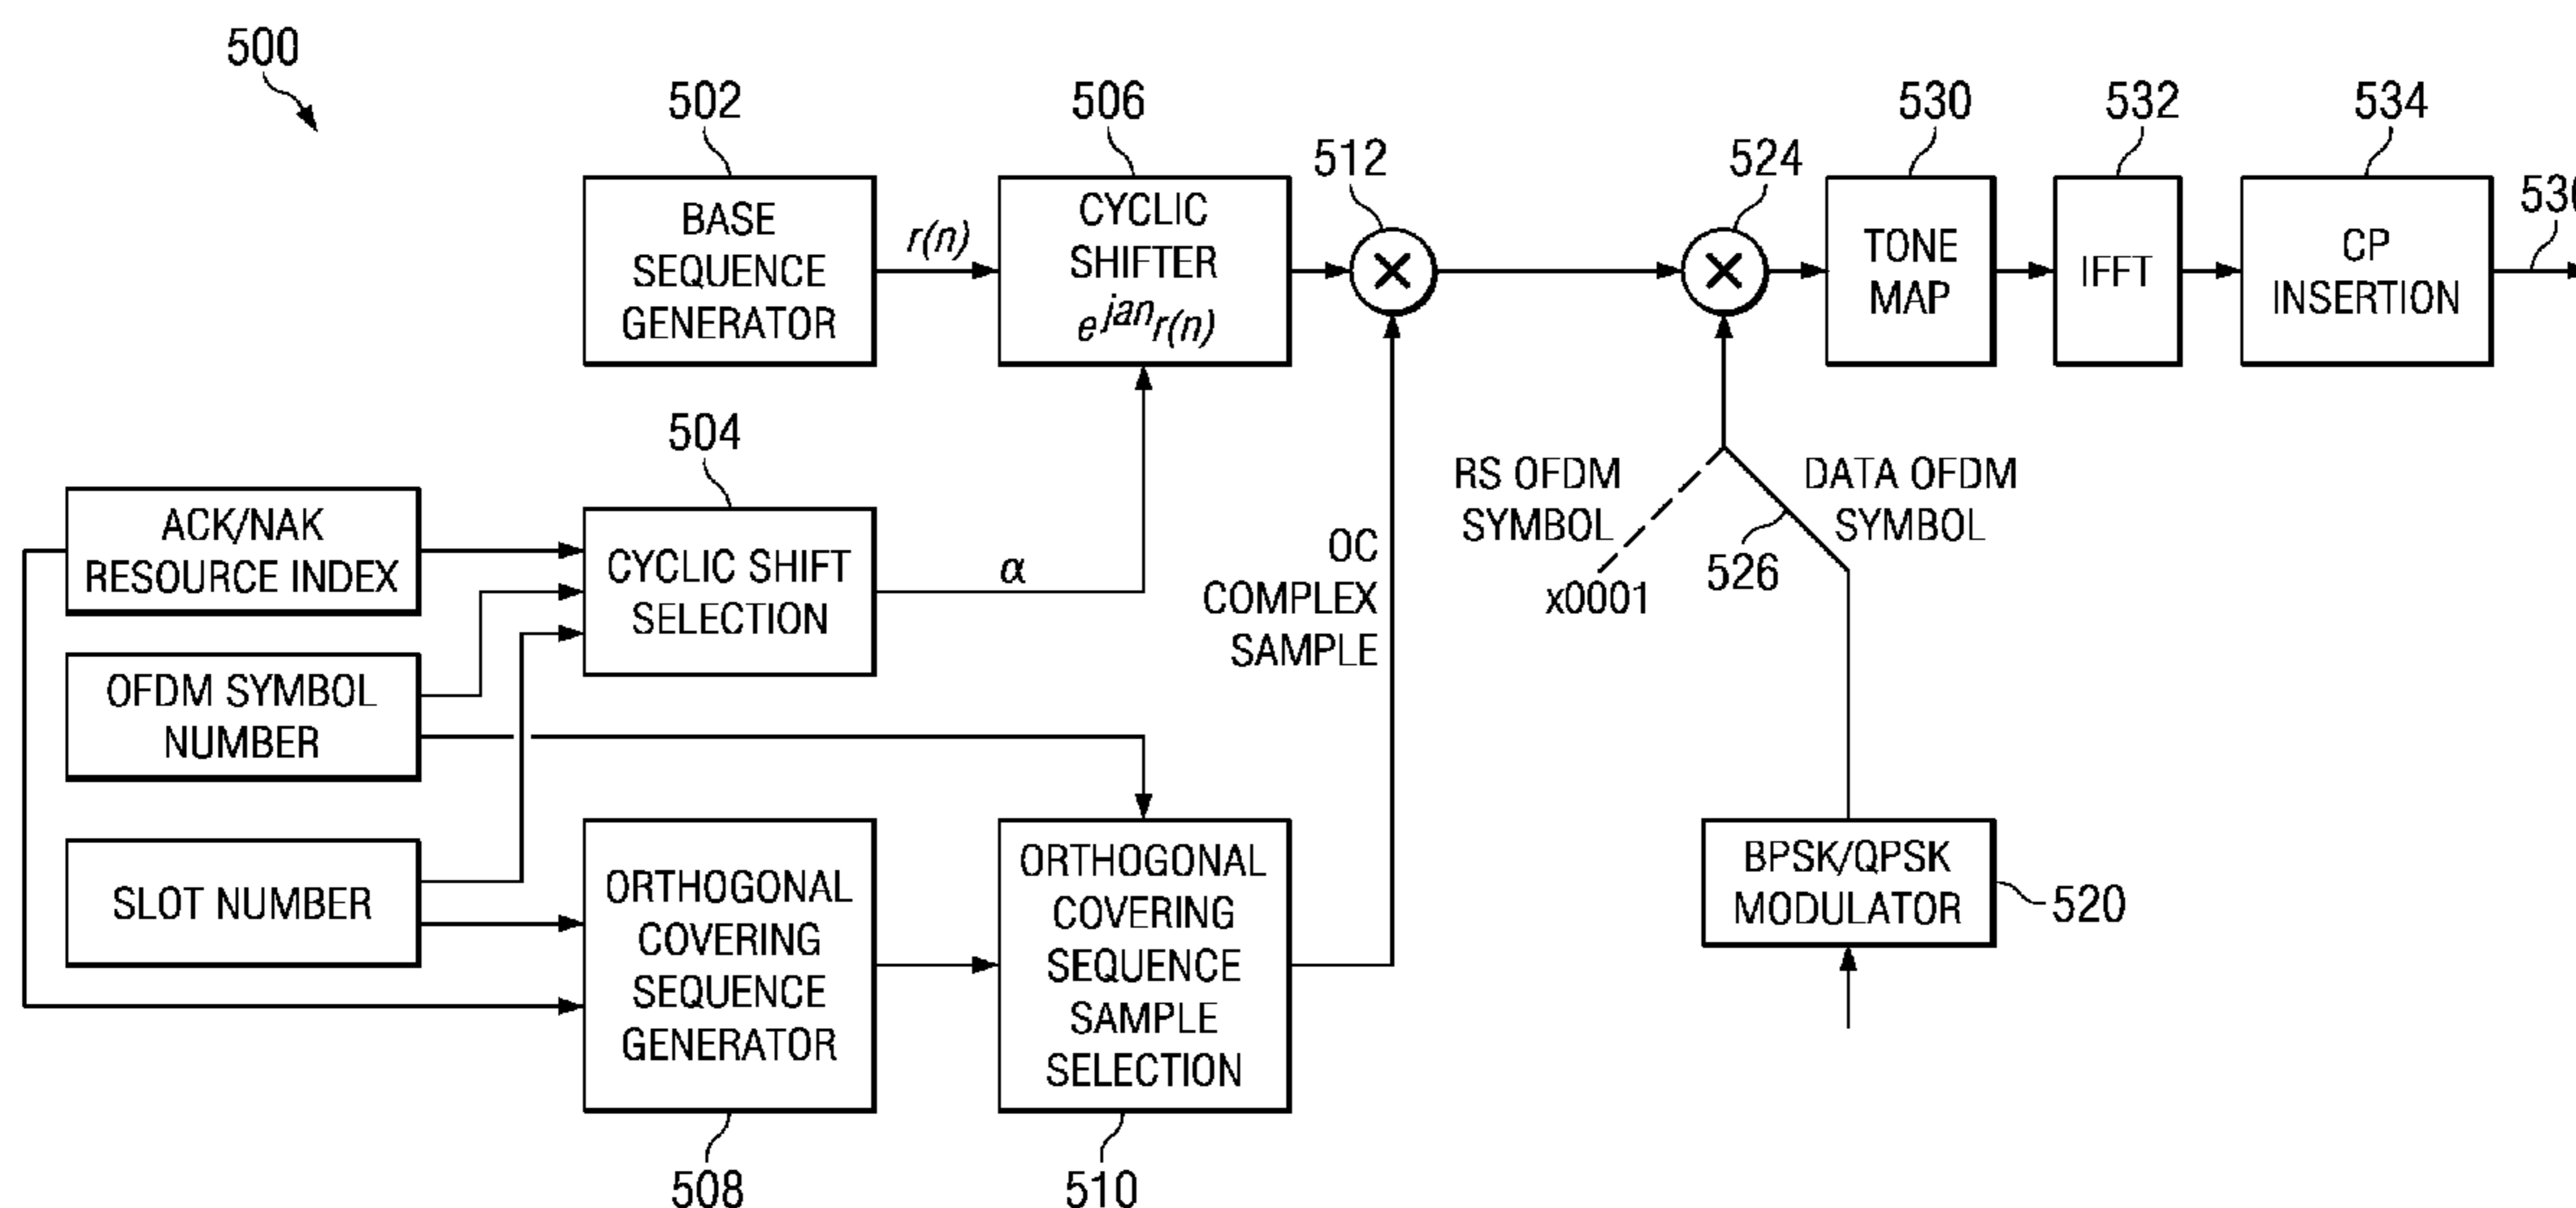 500
502
506
512
524
530
532
534
BASE
SEQUENCE
GENERATOR
r(n)
CYCLIC
SHIFTER
e^jan r(n)
TONE
MAP
IFFT
CP
INSERTION
504
ACK/NAK
RESOURCE INDEX
CYCLIC SHIFT
SELECTION
α
OC
COMPLEX
SAMPLE
RS OFDM
SYMBOL
x0001
DATA OFDM
SYMBOL
526
OFDM SYMBOL
NUMBER
SLOT NUMBER
ORTHOGONAL
COVERING
SEQUENCE
GENERATOR
508
ORTHOGONAL
COVERING
SEQUENCE
SAMPLE
SELECTION
510
BPSK/QPSK
MODULATOR
520